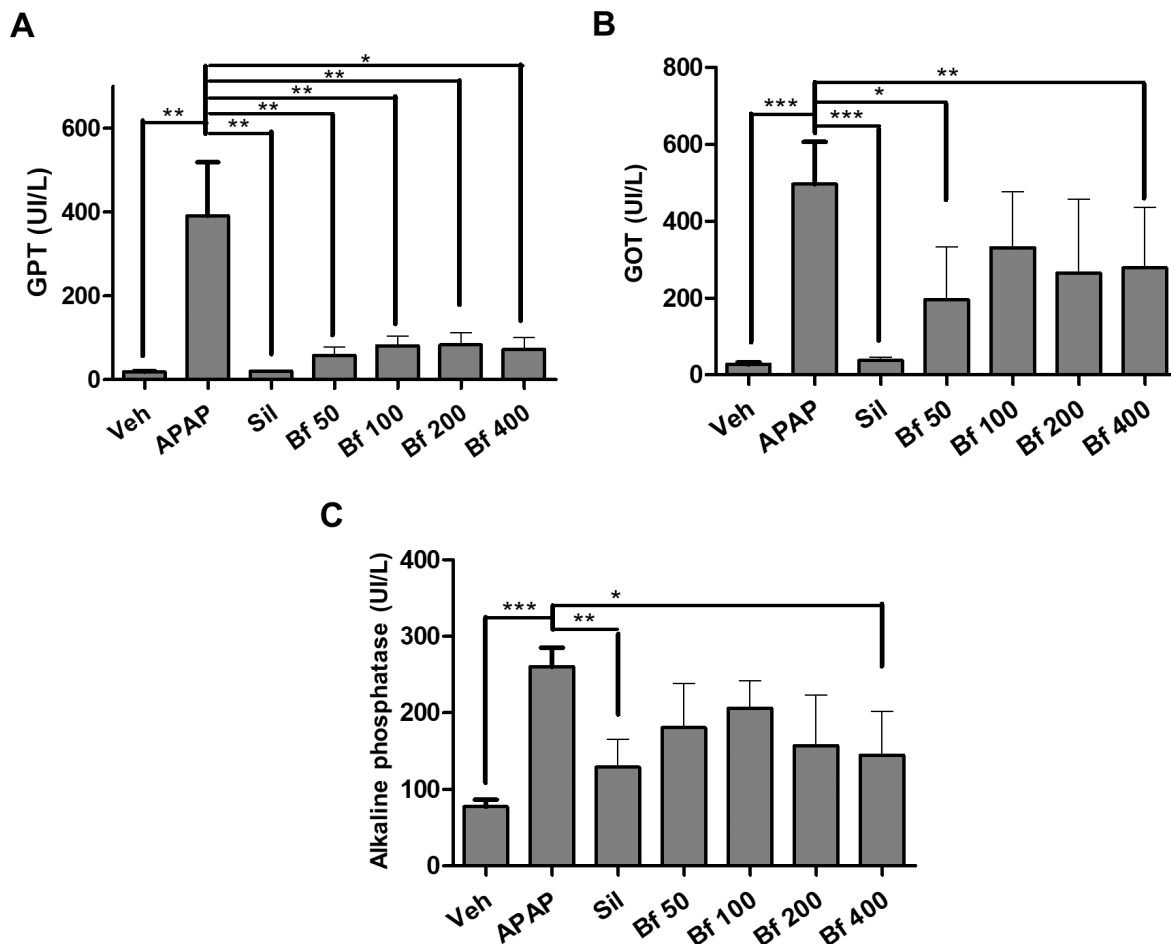 A
GPT (UI/L)
600
400
200
0
*
**
**
**
**
**
Veh
APAP
Sil
Bf 50
Bf 100
Bf 200
Bf 400
B
GOT (UI/L)
800
600
400
200
0
**
*
***
***
Veh
APAP
Sil
Bf 50
Bf 100
Bf 200
Bf 400
C
Alkaline phosphatase (UI/L)
400
300
200
100
0
*
***
**
Veh
APAP
Sil
Bf 50
Bf 100
Bf 200
Bf 400